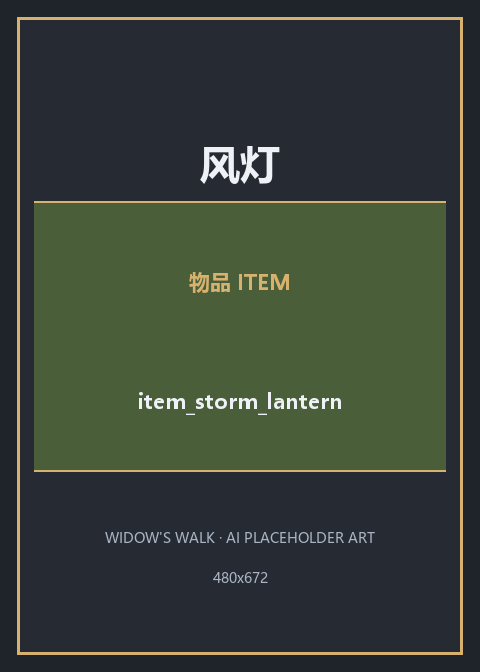 风灯
物品 ITEM
item_storm_lantern
WIDOW'S WALK · AI PLACEHOLDER ART
480x672